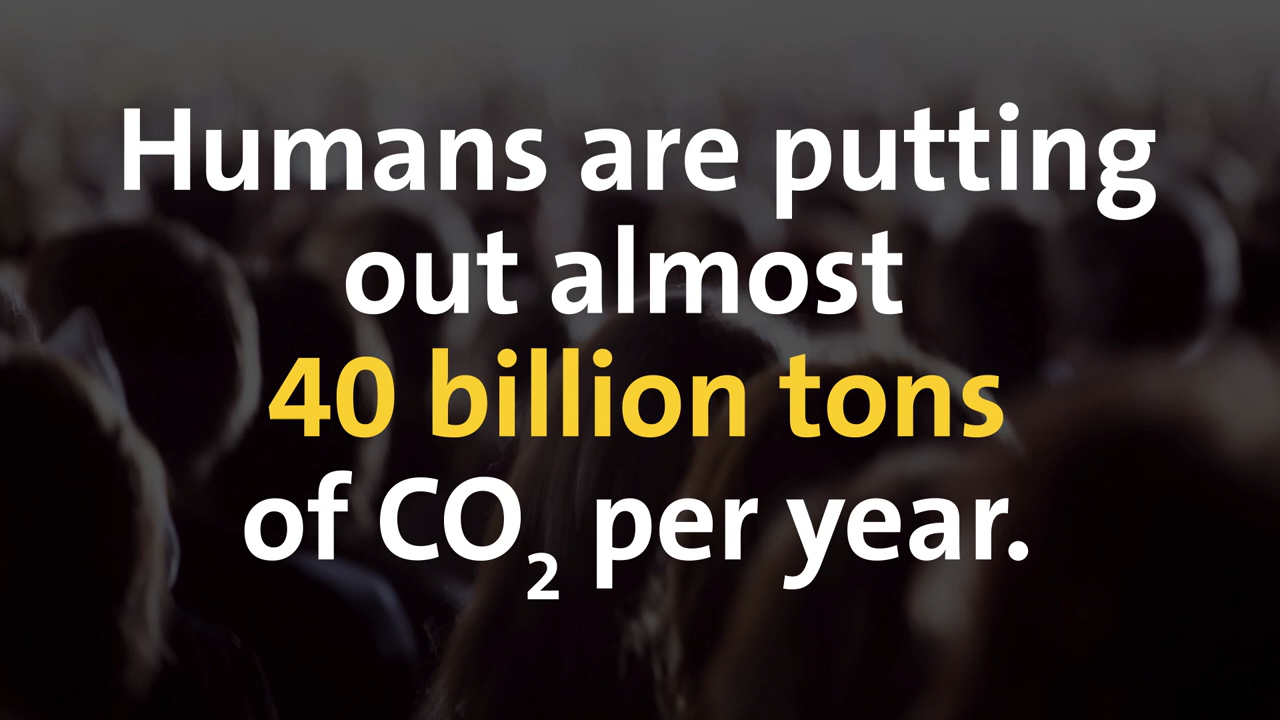 Humans are putting
out almost
40 billion tons
of CO₂ per year.